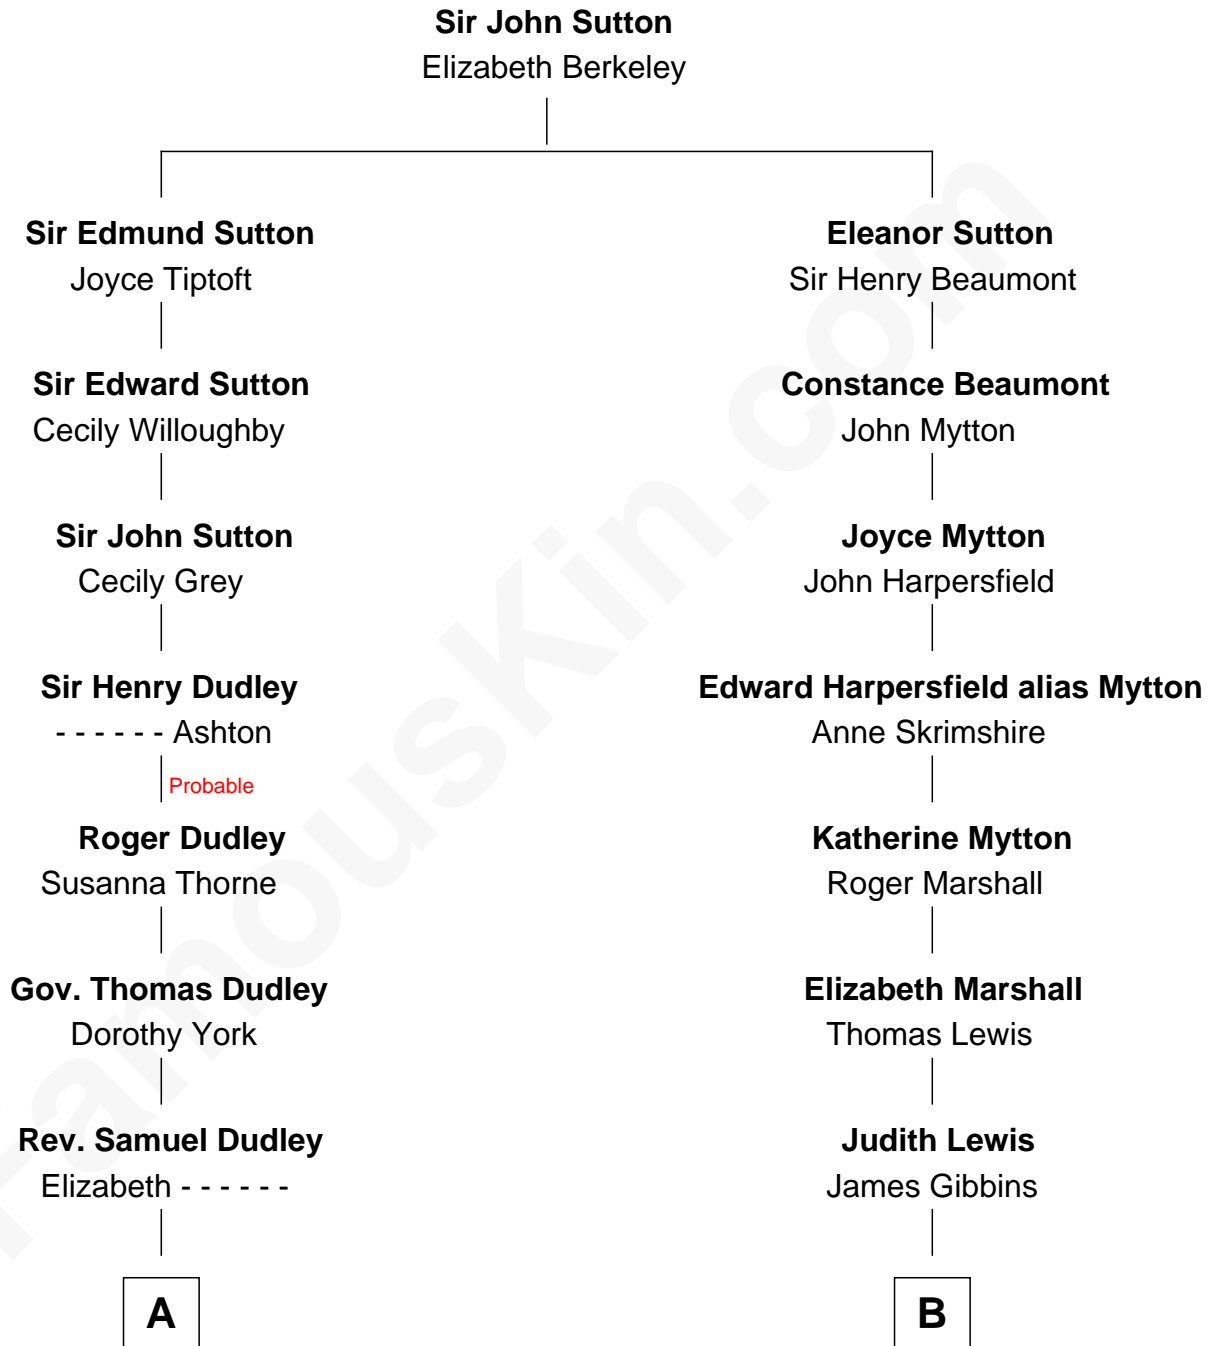 Sir John Sutton
Elizabeth Berkeley
Sir Edmund Sutton
Joyce Tiptoft
Eleanor Sutton
Sir Henry Beaumont
Sir Edward Sutton
Cecily Willoughby
Constance Beaumont
John Mytton
Sir John Sutton
Cecily Grey
Joyce Mytton
John Harpersfield
Sir Henry Dudley
- - - - - - Ashton
Edward Harpersfield alias Mytton
Anne Skrimshire
Probable
Roger Dudley
Susanna Thorne
Katherine Mytton
Roger Marshall
Gov. Thomas Dudley
Dorothy York
Elizabeth Marshall
Thomas Lewis
Rev. Samuel Dudley
Elizabeth - - - - - -
Judith Lewis
James Gibbins
A
B
FamousKin.com